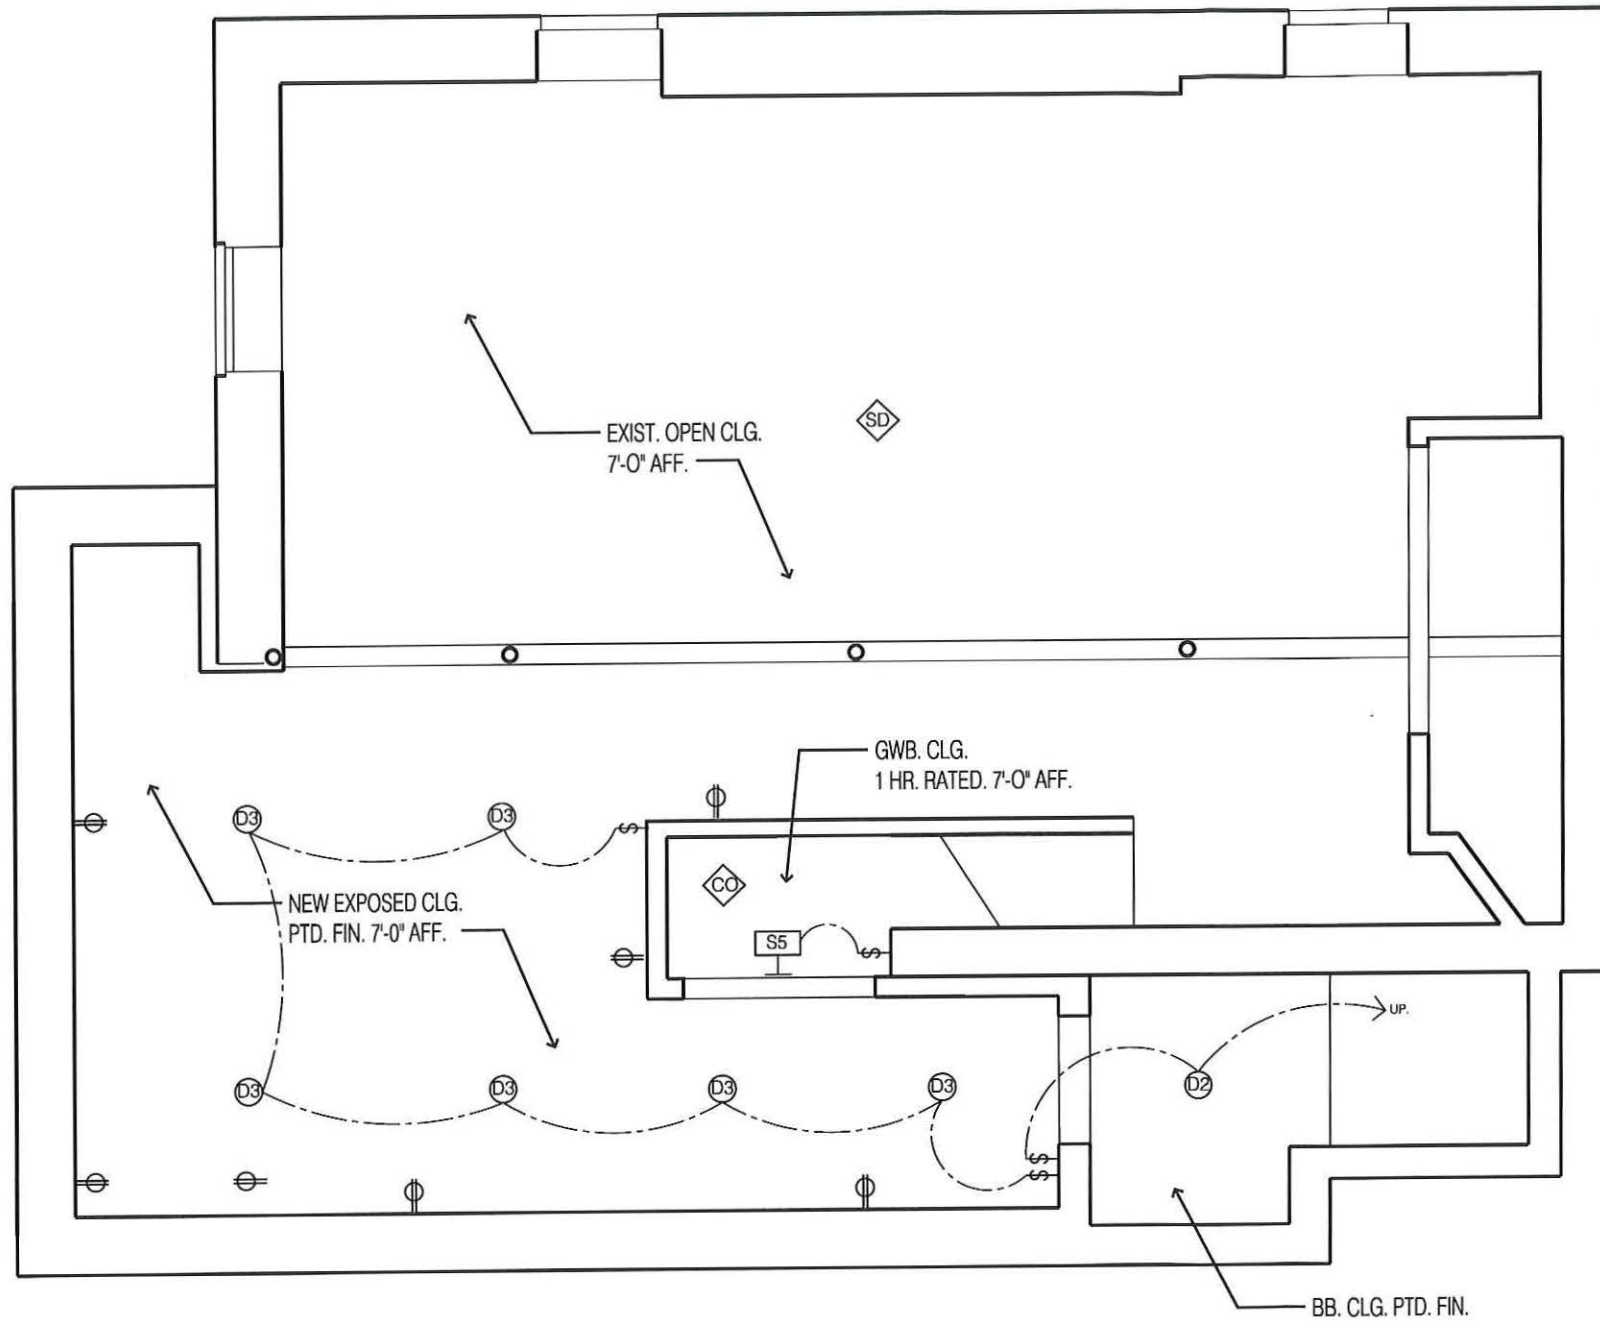 EXIST. OPEN CLG.
7'-0" AFF.
SD
GWB. CLG.
1 HR. RATED. 7'-0" AFF.
D3
D3
S
CO
NEW EXPOSED CLG.
PTD. FIN. 7'-0" AFF.
S5
S
UP.
D3
D3
D3
D3
D2
S
S
BB. CLG. PTD. FIN.